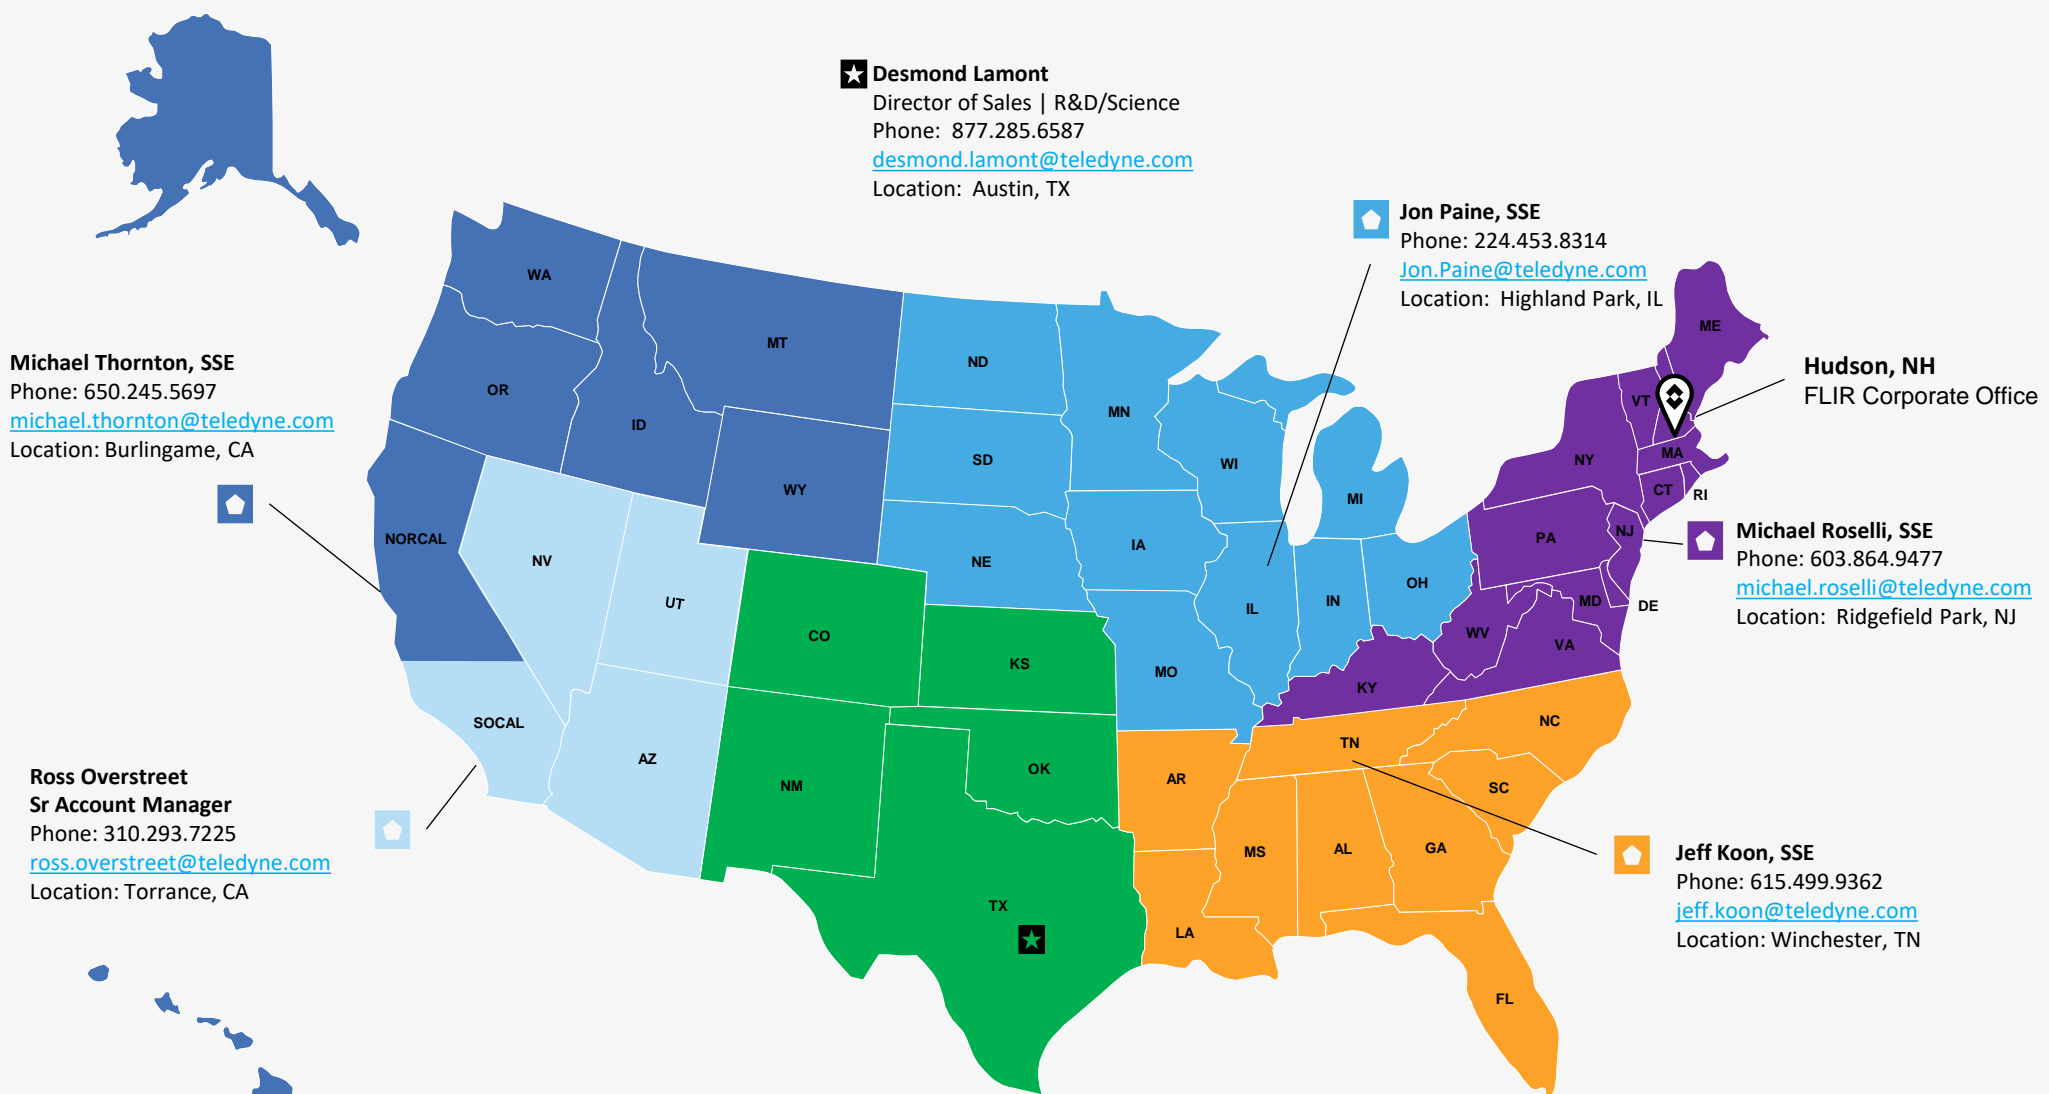 Desmond Lamont
Director of Sales | R&D/Science
Phone: 877.285.6587
desmond.lamont@teledyne.com
Location: Austin, TX
Jon Paine, SSE
Phone: 224.453.8314
Jon.Paine@teledyne.com
Location: Highland Park, IL
Hudson, NH
FLIR Corporate Office
Michael Thornton, SSE
Phone: 650.245.5697
michael.thornton@teledyne.com
Location: Burlingame, CA
Michael Roselli, SSE
Phone: 603.864.9477
michael.roselli@teledyne.com
Location: Ridgefield Park, NJ
Ross Overstreet
Sr Account Manager
Phone: 310.293.7225
ross.overstreet@teledyne.com
Location: Torrance, CA
Jeff Koon, SSE
Phone: 615.499.9362
jeff.koon@teledyne.com
Location: Winchester, TN
WA
MT
ND
ME
OR
ID
MN
VT
SD
WI
NY
MA
WY
MI
CT
RI
NORCAL
NV
NE
IA
PA
NJ
UT
CO
IL
IN
OH
MD
DE
KS
MO
WV
VA
KY
SOCAL
AZ
NM
OK
AR
TN
NC
SC
MS
AL
GA
TX
LA
FL